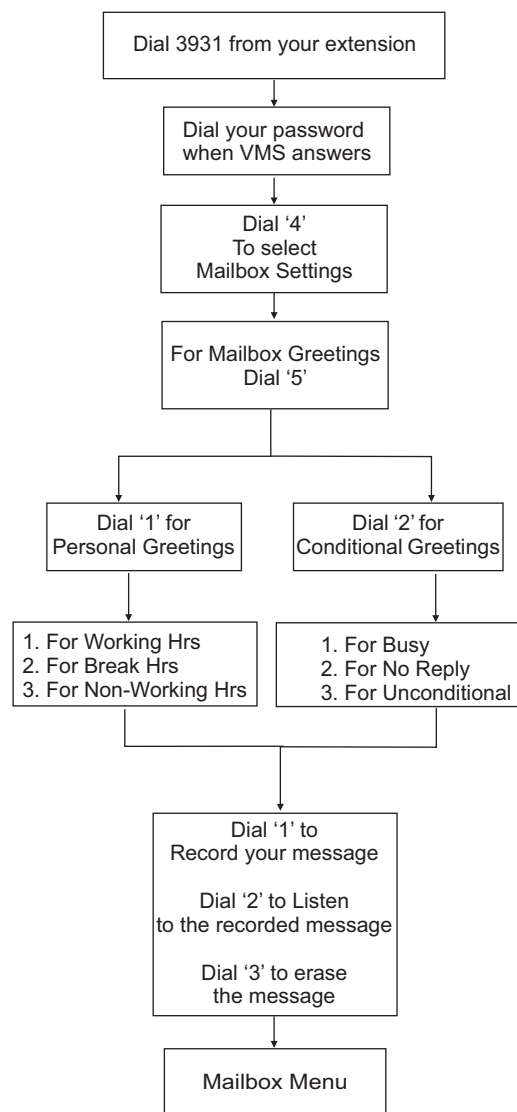 Dial 3931 from your extension
Dial your password
when VMS answers
Dial ‘4’
To select
Mailbox Settings
For Mailbox Greetings
Dial ‘5’
Dial ‘1’ for
Personal Greetings
Dial ‘2’ for
Conditional Greetings
1. For Working Hrs
2. For Break Hrs
3. For Non-Working Hrs
1. For Busy
2. For No Reply
3. For Unconditional
Dial ‘1’ to
Record your message
Dial ‘2’ to Listen
to the recorded message
Dial ‘3’ to erase
the message
Mailbox Menu